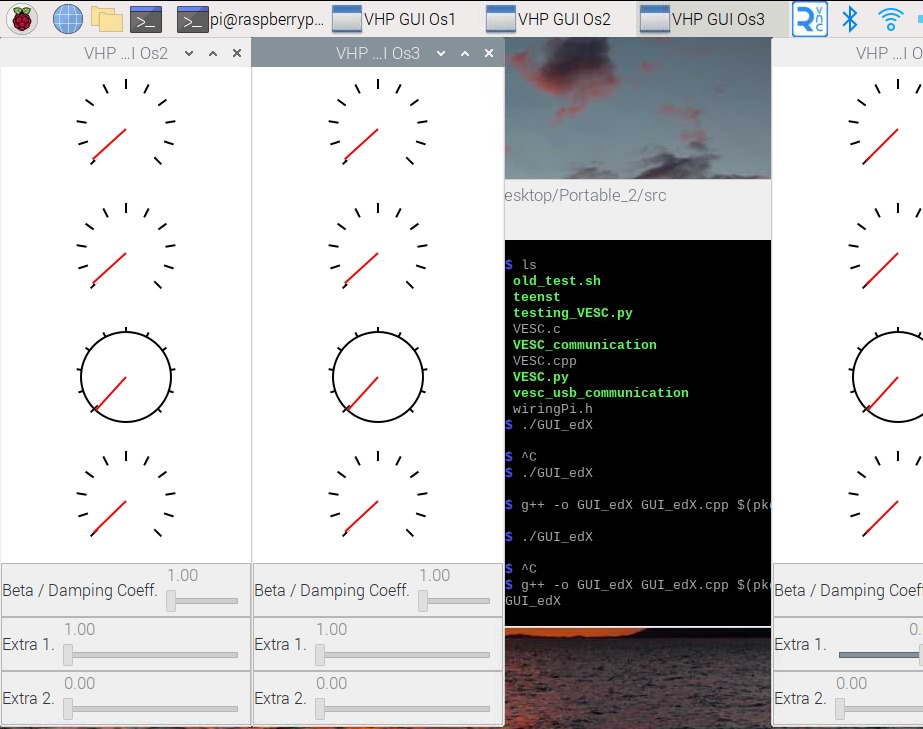 pi@raspberryp...
VHP GUI Os1
VHP GUI Os2
VHP GUI Os3
VHP ...I Os2
VHP ...I Os3
VHP ...I O
esktop/Portable_2/src
$ ls
old_test.sh
teenst
testing_VESC.py
VESC.c
VESC_communication
VESC.cpp
VESC.py
vesc_usb_communication
wiringPi.h
$ ./GUI_edX
$ ^C
$ ./GUI_edX
$ g++ -o GUI_edX GUI_edX.cpp $(pk
$ ./GUI_edX
$ ^C
$ g++ -o GUI_edX GUI_edX.cpp $(pk
GUI_edX
Beta / Damping Coeff. 1.00
Extra 1. 1.00
Extra 2. 0.00
Beta / Damping Coeff. 1.00
Extra 1. 1.00
Extra 2. 0.00
Beta / Damping Coeff
Extra 1. 0.
Extra 2. 0.00